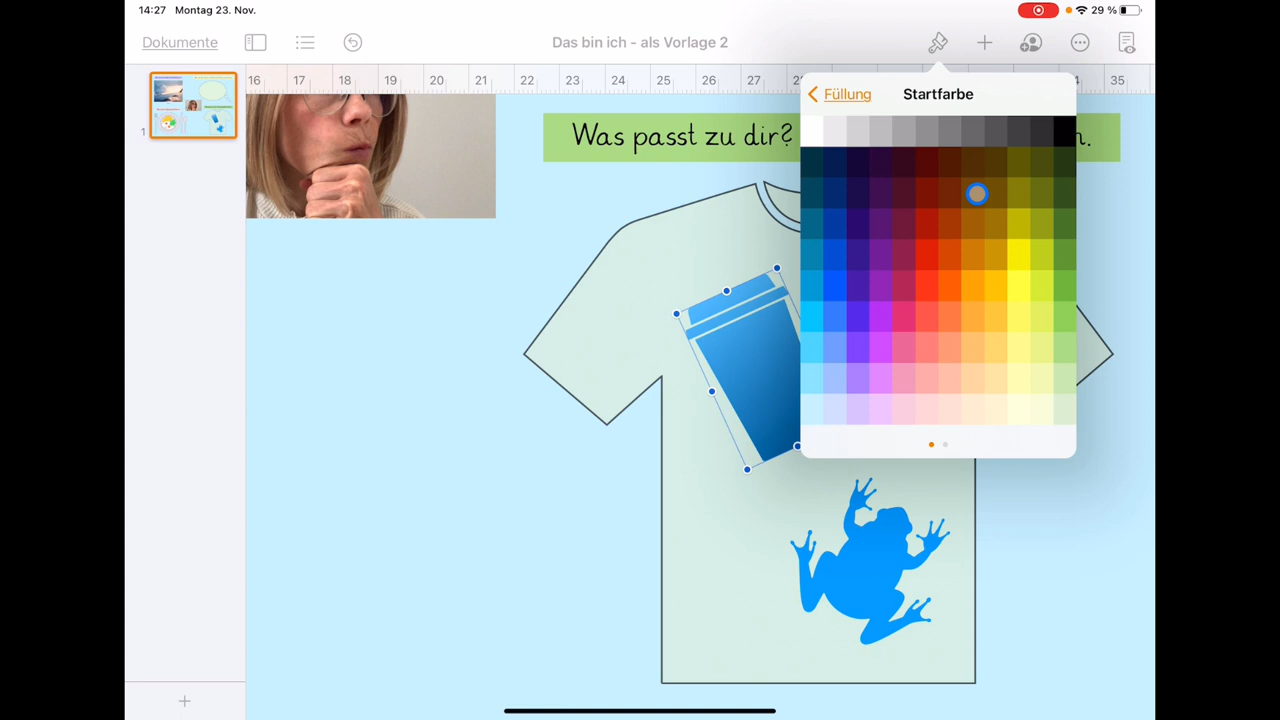 14:27 Montag 23. Nov. 29 %
Dokumente Das bin ich - als Vorlage 2
16 17 18 19 20 21 22 23 24 25 26 27 35
Füllung Startfarbe
1
Was passt zu dir?